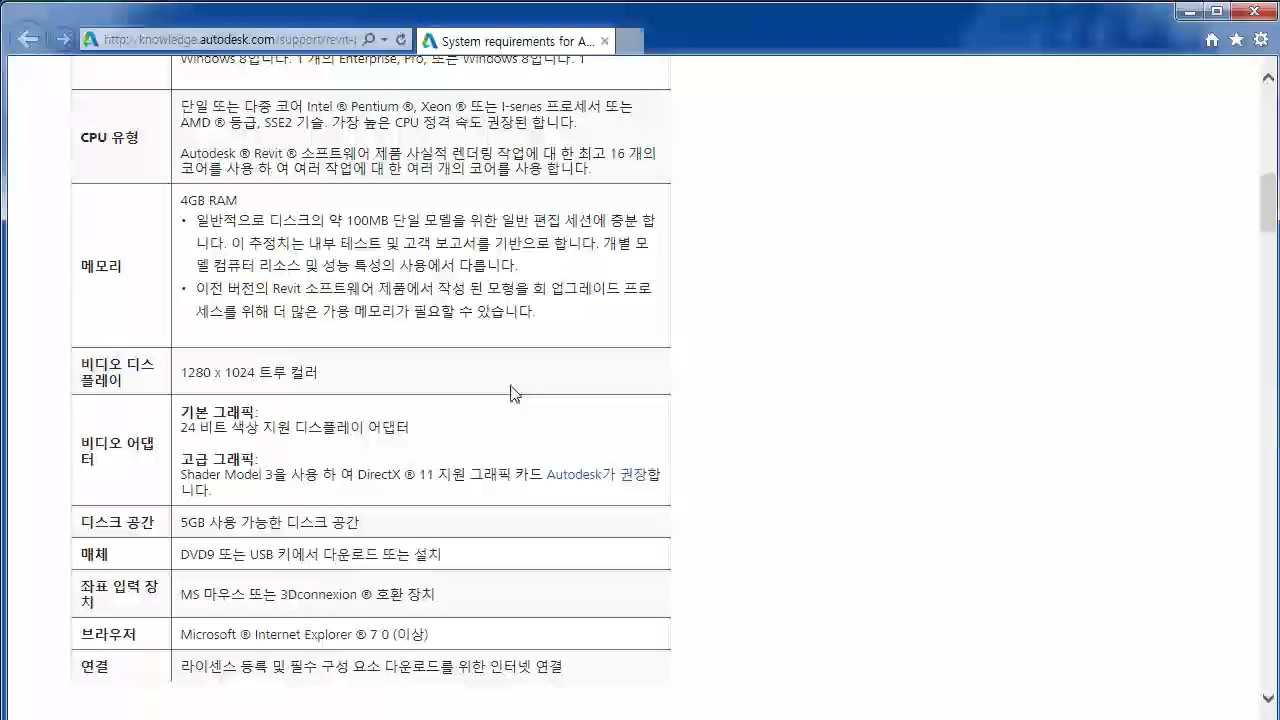 http://knowledge.autodesk.com/support/revit-
System requirements for A...
Windows 8입니다. 1 개의 Enterprise, Pro, 또는 Windows 8입니다. 1
CPU 유형
단일 또는 다중 코어 Intel ® Pentium ®, Xeon ® 또는 I-series 프로세서 또는
AMD ® 등급, SSE2 기술. 가장 높은 CPU 정격 속도 권장된 합니다.
Autodesk ® Revit ® 소프트웨어 제품 사실적 렌더링 작업에 대 한 최고 16 개의
코어를 사용 하 여 여러 작업에 대 한 여러 개의 코어를 사용 합니다.
메모리
4GB RAM
• 일반적으로 디스크의 약 100MB 단일 모델을 위한 일반 편집 세션에 충분 합
니다. 이 추정치는 내부 테스트 및 고객 보고서를 기반으로 합니다. 개별 모
델 컴퓨터 리소스 및 성능 특성의 사용에서 다릅니다.
• 이전 버전의 Revit 소프트웨어 제품에서 작성 된 모형을 회 업그레이드 프로
세스를 위해 더 많은 가용 메모리가 필요할 수 있습니다.
비디오 디스
플레이
1280 x 1024 트루 컬러
비디오 어댑
터
기본 그래픽:
24 비트 색상 지원 디스플레이 어댑터
고급 그래픽:
Shader Model 3을 사용 하 여 DirectX ® 11 지원 그래픽 카드 Autodesk가 권장합
니다.
디스크 공간
5GB 사용 가능한 디스크 공간
매체
DVD9 또는 USB 키에서 다운로드 또는 설치
좌표 입력 장
치
MS 마우스 또는 3Dconnexion ® 호환 장치
브라우저
Microsoft ® Internet Explorer ® 7 0 (이상)
연결
라이센스 등록 및 필수 구성 요소 다운로드를 위한 인터넷 연결